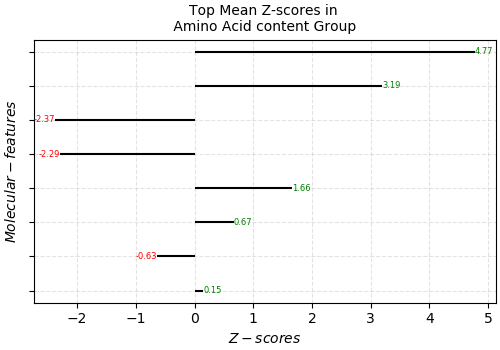 Top Mean Z-scores in
Amino Acid content Group
4.77
3.19
-2.37
-2.29
1.66
0.67
-0.63
0.15
Molecular − features
−2 −1 0 1 2 3 4 5
Z − scores